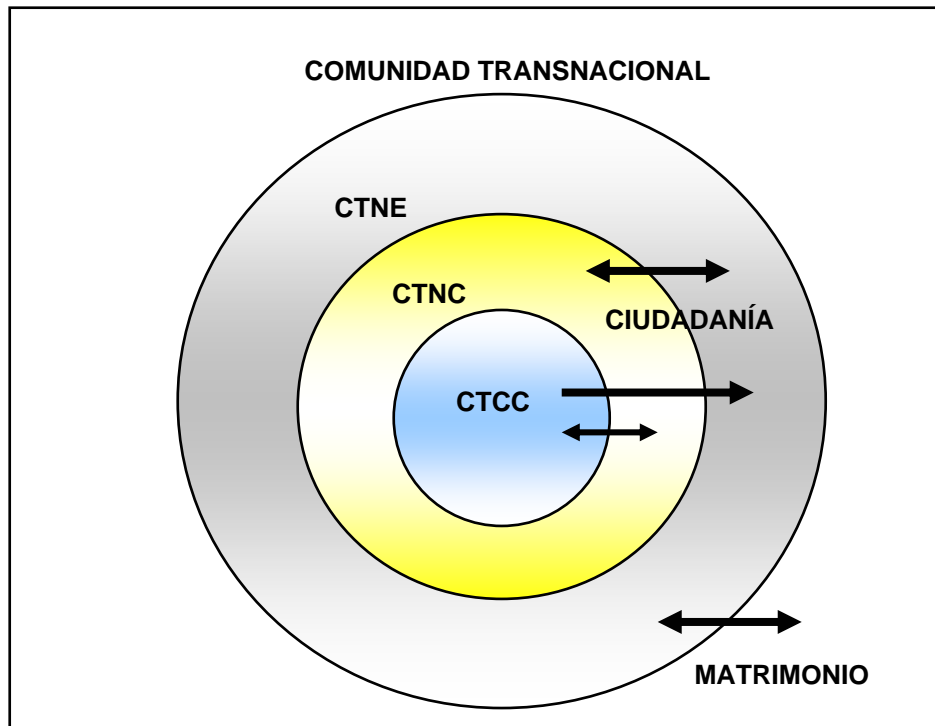 COMUNIDAD TRANSNACIONAL
CTNE
CTNC
CIUDADANÍA
CTCC
MATRIMONIO